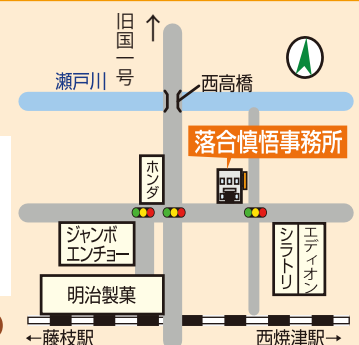 旧国一号
↑
瀬戸川
西高橋
落合慎悟事務所
ホンダ
ジャンボ
エンチョー
エディオン
シラトリ
明治製菓
←藤枝駅
西焼津駅→